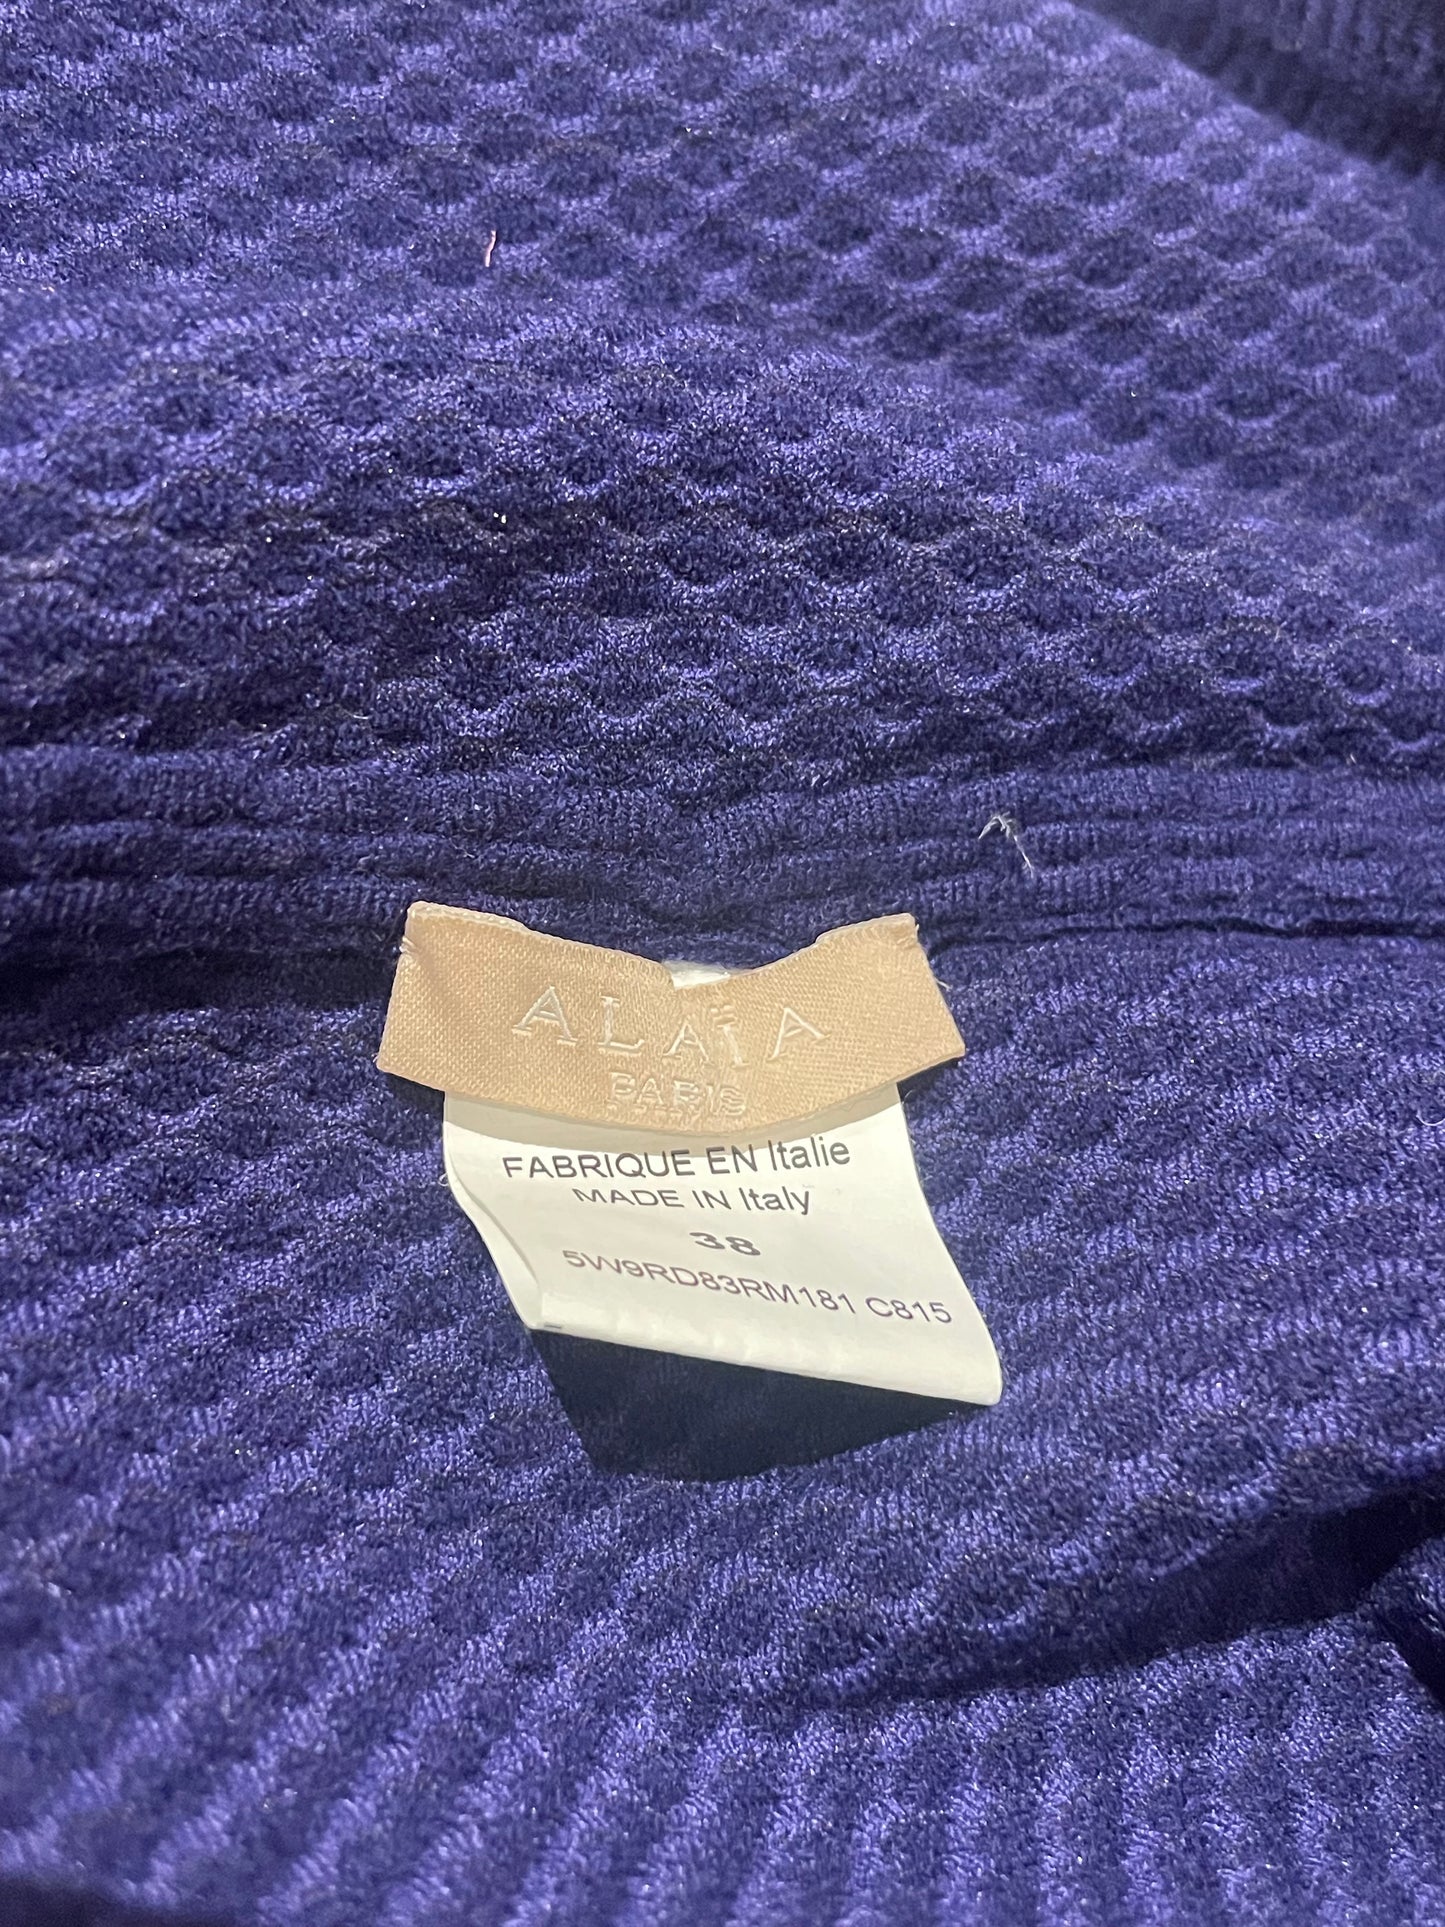 ALAÏA
PARIS
FABRIQUE EN Italie
MADE IN Italy
38
5W9RD83RM181 C815